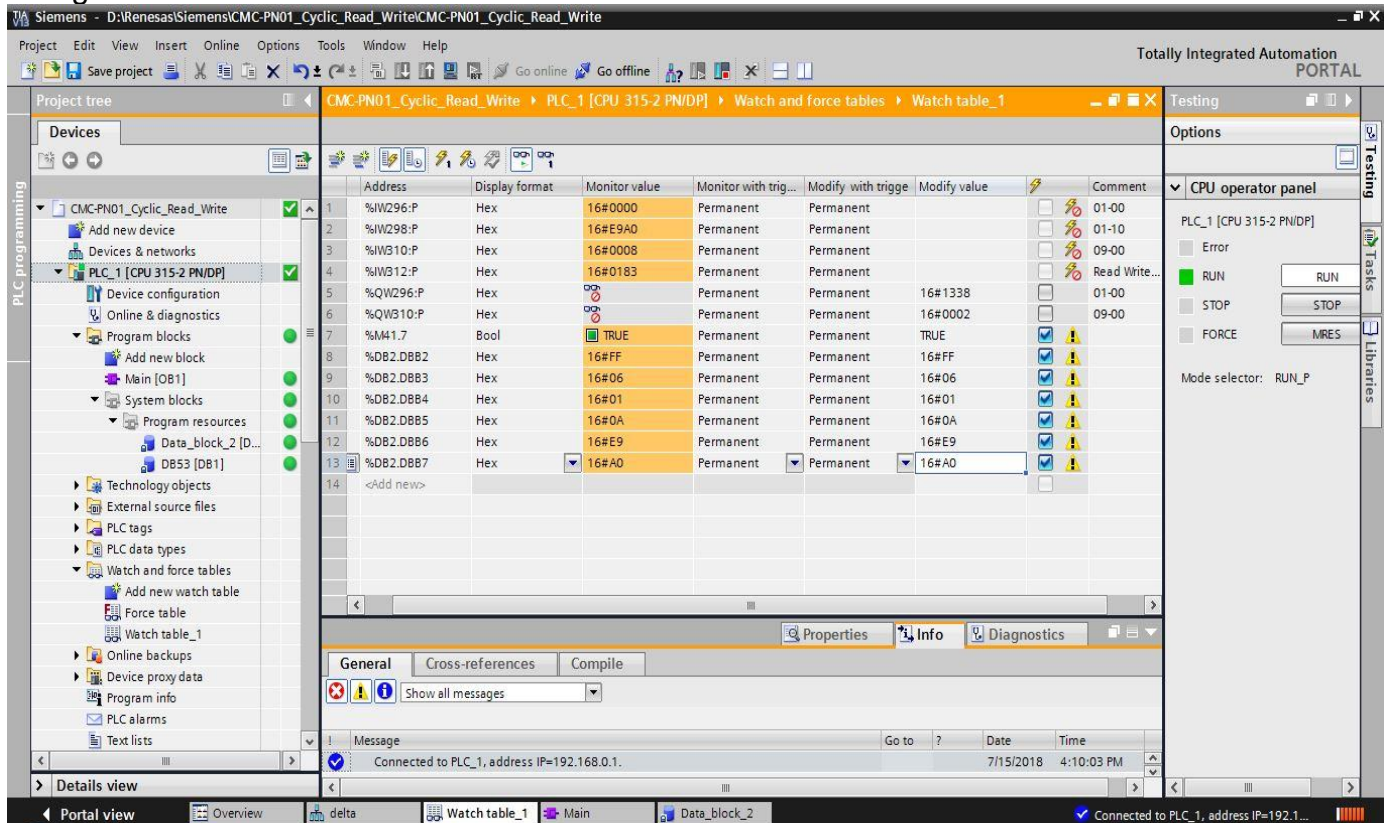 Siemens - D:\Renesas\Siemens\CMC-PN01_Cyclic_Read_Write\CMC-PN01_Cyclic_Read_Write
Project Edit View Insert Online Options Tools Window Help
Totally Integrated Automation
PORTAL
Save project Go online Go offline
Project tree
CMC-PN01_Cyclic_Read_Write PLC_1 [CPU 315-2 PN/DP] Watch and force tables Watch table_1
Testing
Devices
Options
PLC programming
CMC-PN01_Cyclic_Read_Write
Add new device
Devices & networks
PLC_1 [CPU 315-2 PN/DP]
Device configuration
Online & diagnostics
Program blocks
Add new block
Main [OB1]
System blocks
Program resources
Data_block_2 [D...
DB53 [DB1]
Technology objects
External source files
PLC tags
PLC data types
Watch and force tables
Add new watch table
Force table
Watch table_1
Online backups
Device proxy data
Program info
PLC alarms
Text lists
Details view
Address Display format Monitor value Monitor with trig... Modify with trigge Modify value Comment
1 %IW296:P Hex 16#0000 Permanent Permanent 01-00
2 %IW298:P Hex 16#E9A0 Permanent Permanent 01-10
3 %IW310:P Hex 16#0008 Permanent Permanent 09-00
4 %IW312:P Hex 16#0183 Permanent Permanent Read Write...
5 %QW296:P Hex Permanent Permanent 16#1338 01-00
6 %QW310:P Hex Permanent Permanent 16#0002 09-00
7 %M41.7 Bool TRUE Permanent Permanent TRUE
8 %DB2.DBB2 Hex 16#FF Permanent Permanent 16#FF
9 %DB2.DBB3 Hex 16#06 Permanent Permanent 16#06
10 %DB2.DBB4 Hex 16#01 Permanent Permanent 16#01
11 %DB2.DBB5 Hex 16#0A Permanent Permanent 16#0A
12 %DB2.DBB6 Hex 16#E9 Permanent Permanent 16#E9
13 %DB2.DBB7 Hex 16#A0 Permanent Permanent 16#A0
14 <Add new>
Properties Info Diagnostics
General Cross-references Compile
Show all messages
! Message Go to ? Date Time
Connected to PLC_1, address IP=192.168.0.1. 7/15/2018 4:10:03 PM
CPU operator panel
PLC_1 [CPU 315-2 PN/DP]
Error
RUN RUN
STOP STOP
FORCE MRES
Mode selector: RUN_P
Testing
Tasks
Libraries
Portal view Overview delta Watch table_1 Main Data_block_2 Connected to PLC_1, address IP=192.1...